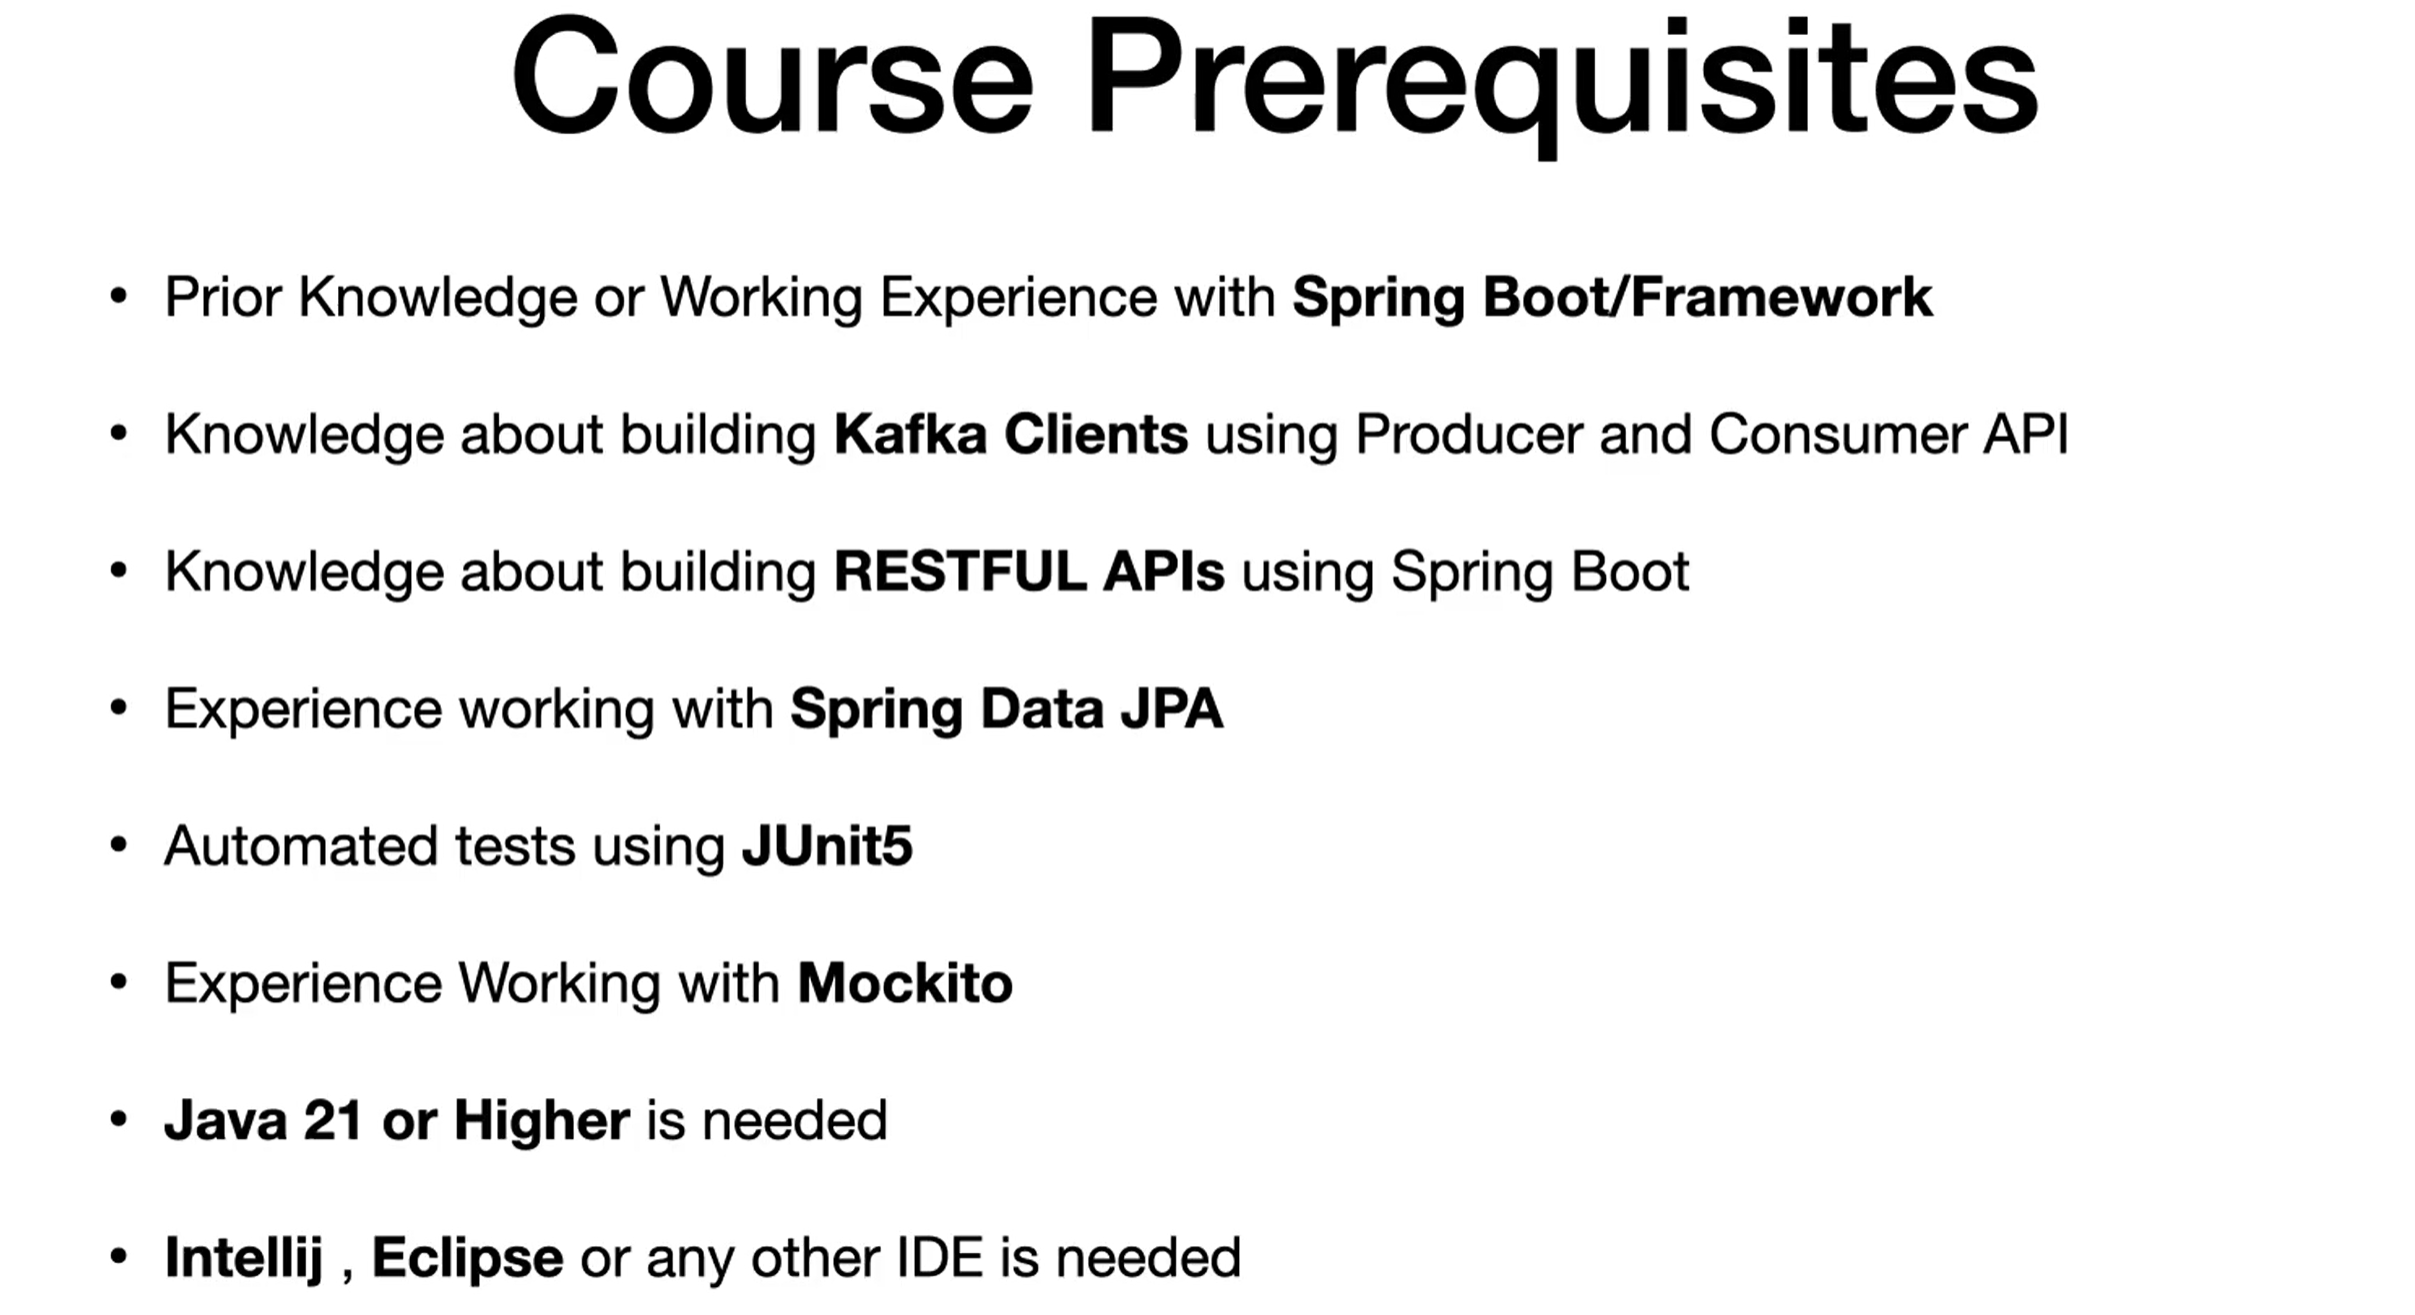 Course Prerequisites
• Prior Knowledge or Working Experience with Spring Boot/Framework
• Knowledge about building Kafka Clients using Producer and Consumer API
• Knowledge about building RESTFUL APIs using Spring Boot
• Experience working with Spring Data JPA
• Automated tests using JUnit5
• Experience Working with Mockito
• Java 21 or Higher is needed
• Intellij , Eclipse or any other IDE is needed